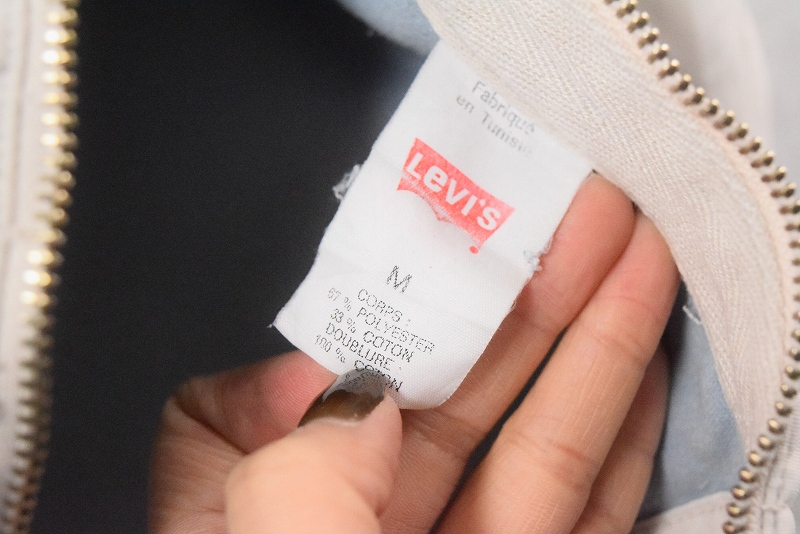 Fabriqué
en Tunisie
Levi's
M
CORPS :
67 % POLYESTER
33 % COTON
DOUBLURE :
100 % COTON